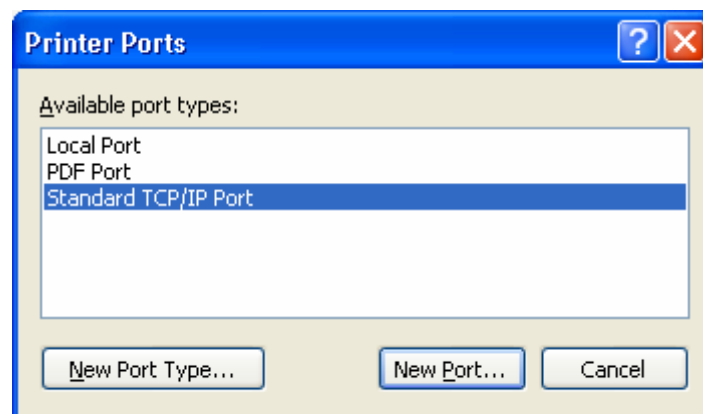 Printer Ports
?
Available port types:
Local Port
PDF Port
Standard TCP/IP Port
New Port Type...
New Port...
Cancel